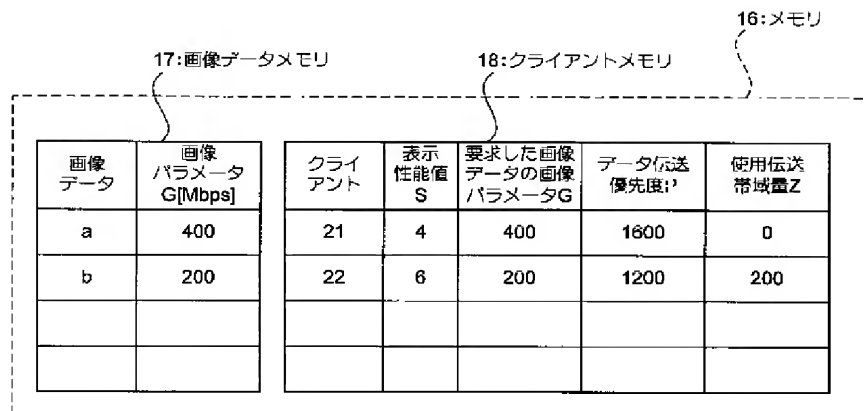 16:メモリ
17:画像データメモリ
18:クライアントメモリ
画像
データ
画像
パラメータ
G[Mbps]
a
400
b
200
クライ
アント
表示
性能値
S
要求した画像
データの画像
パラメータG
データ伝送
優先度P
使用伝送
帯域量Z
21
4
400
1600
0
22
6
200
1200
200